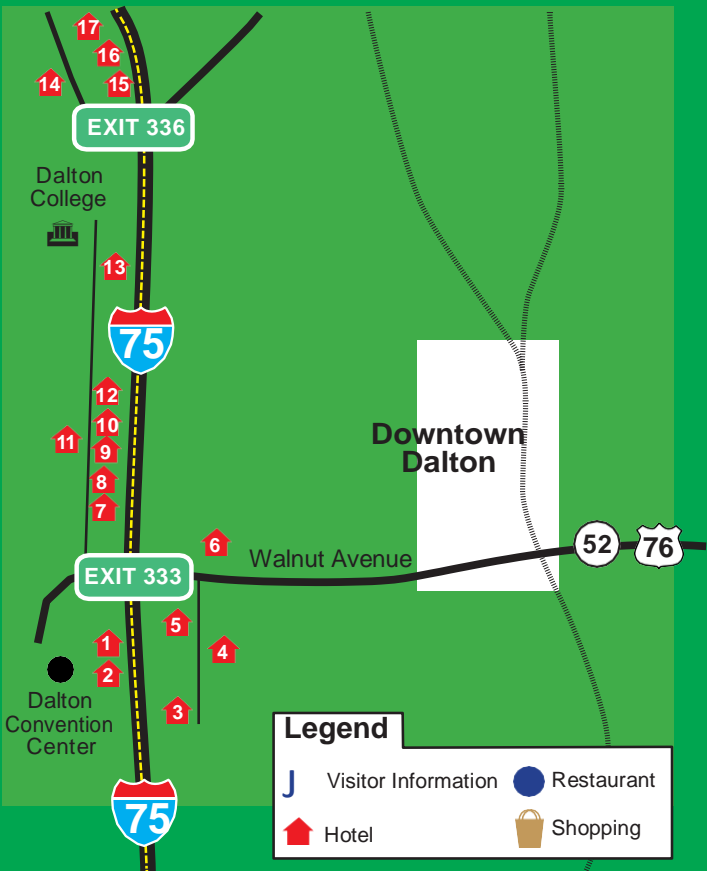 17
16
14
15
EXIT 336
Dalton
College
13
75
12
10
11
9
8
7
Downtown
Dalton
6
Walnut Avenue
52
76
EXIT 333
5
1
4
2
3
Dalton
Convention
Center
Legend
J Visitor Information
Restaurant
Hotel
Shopping
75